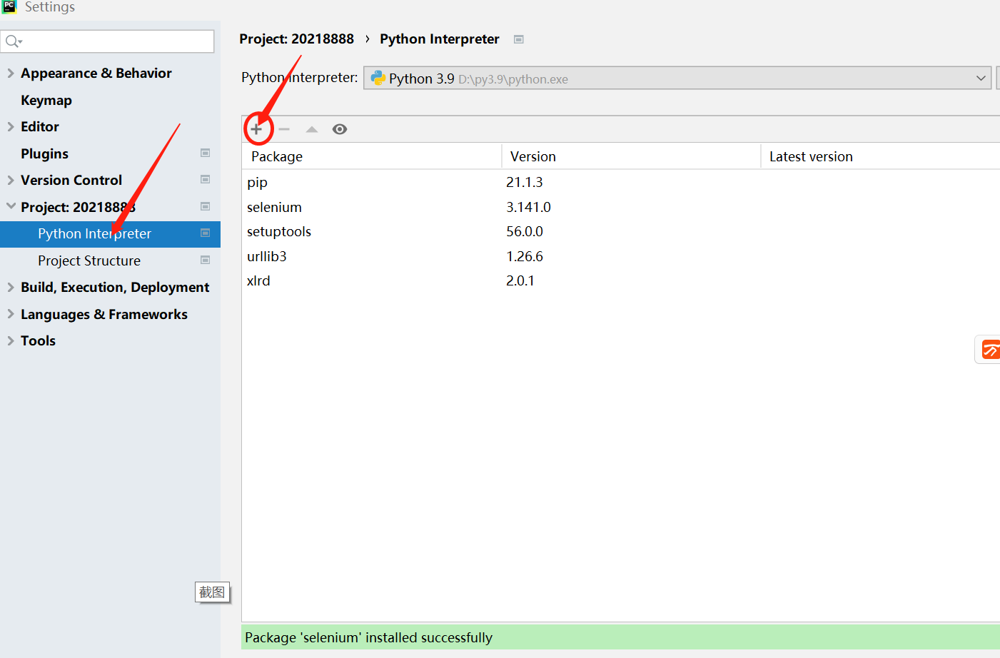 PC Settings
Project: 20218888 › Python Interpreter
Python Interpreter: Python 3.9 D:\py3.9\python.exe
Appearance & Behavior
Keymap
Editor
Plugins
Version Control
Project: 20218888
Python Interpreter
Project Structure
Build, Execution, Deployment
Languages & Frameworks
Tools
Package Version Latest version
pip 21.1.3
selenium 3.141.0
setuptools 56.0.0
urllib3 1.26.6
xlrd 2.0.1
万
截图
Package 'selenium' installed successfully